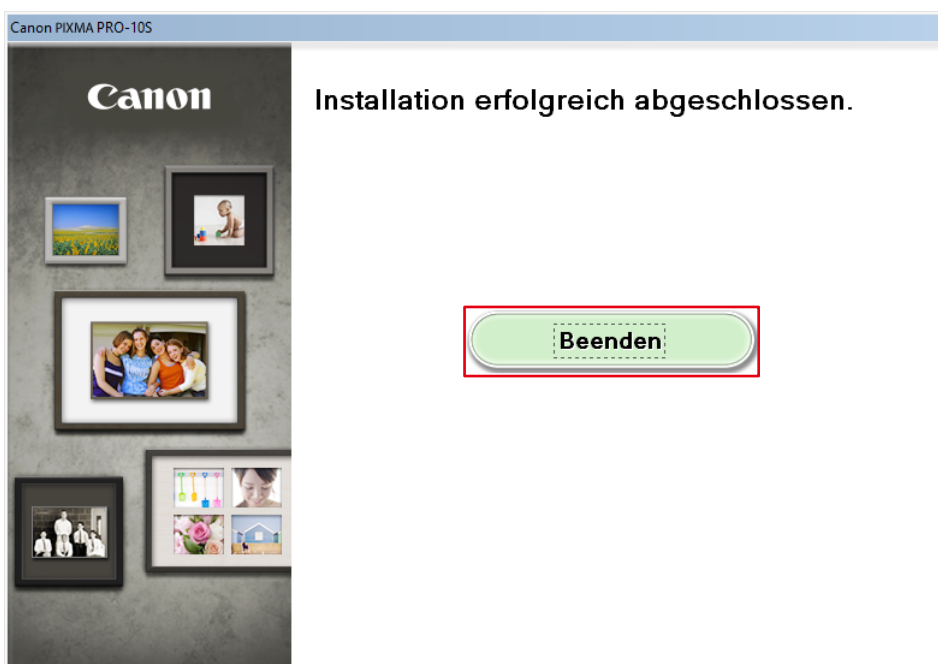 Canon PIXMA PRO-10S
Canon
Installation erfolgreich abgeschlossen.
Beenden